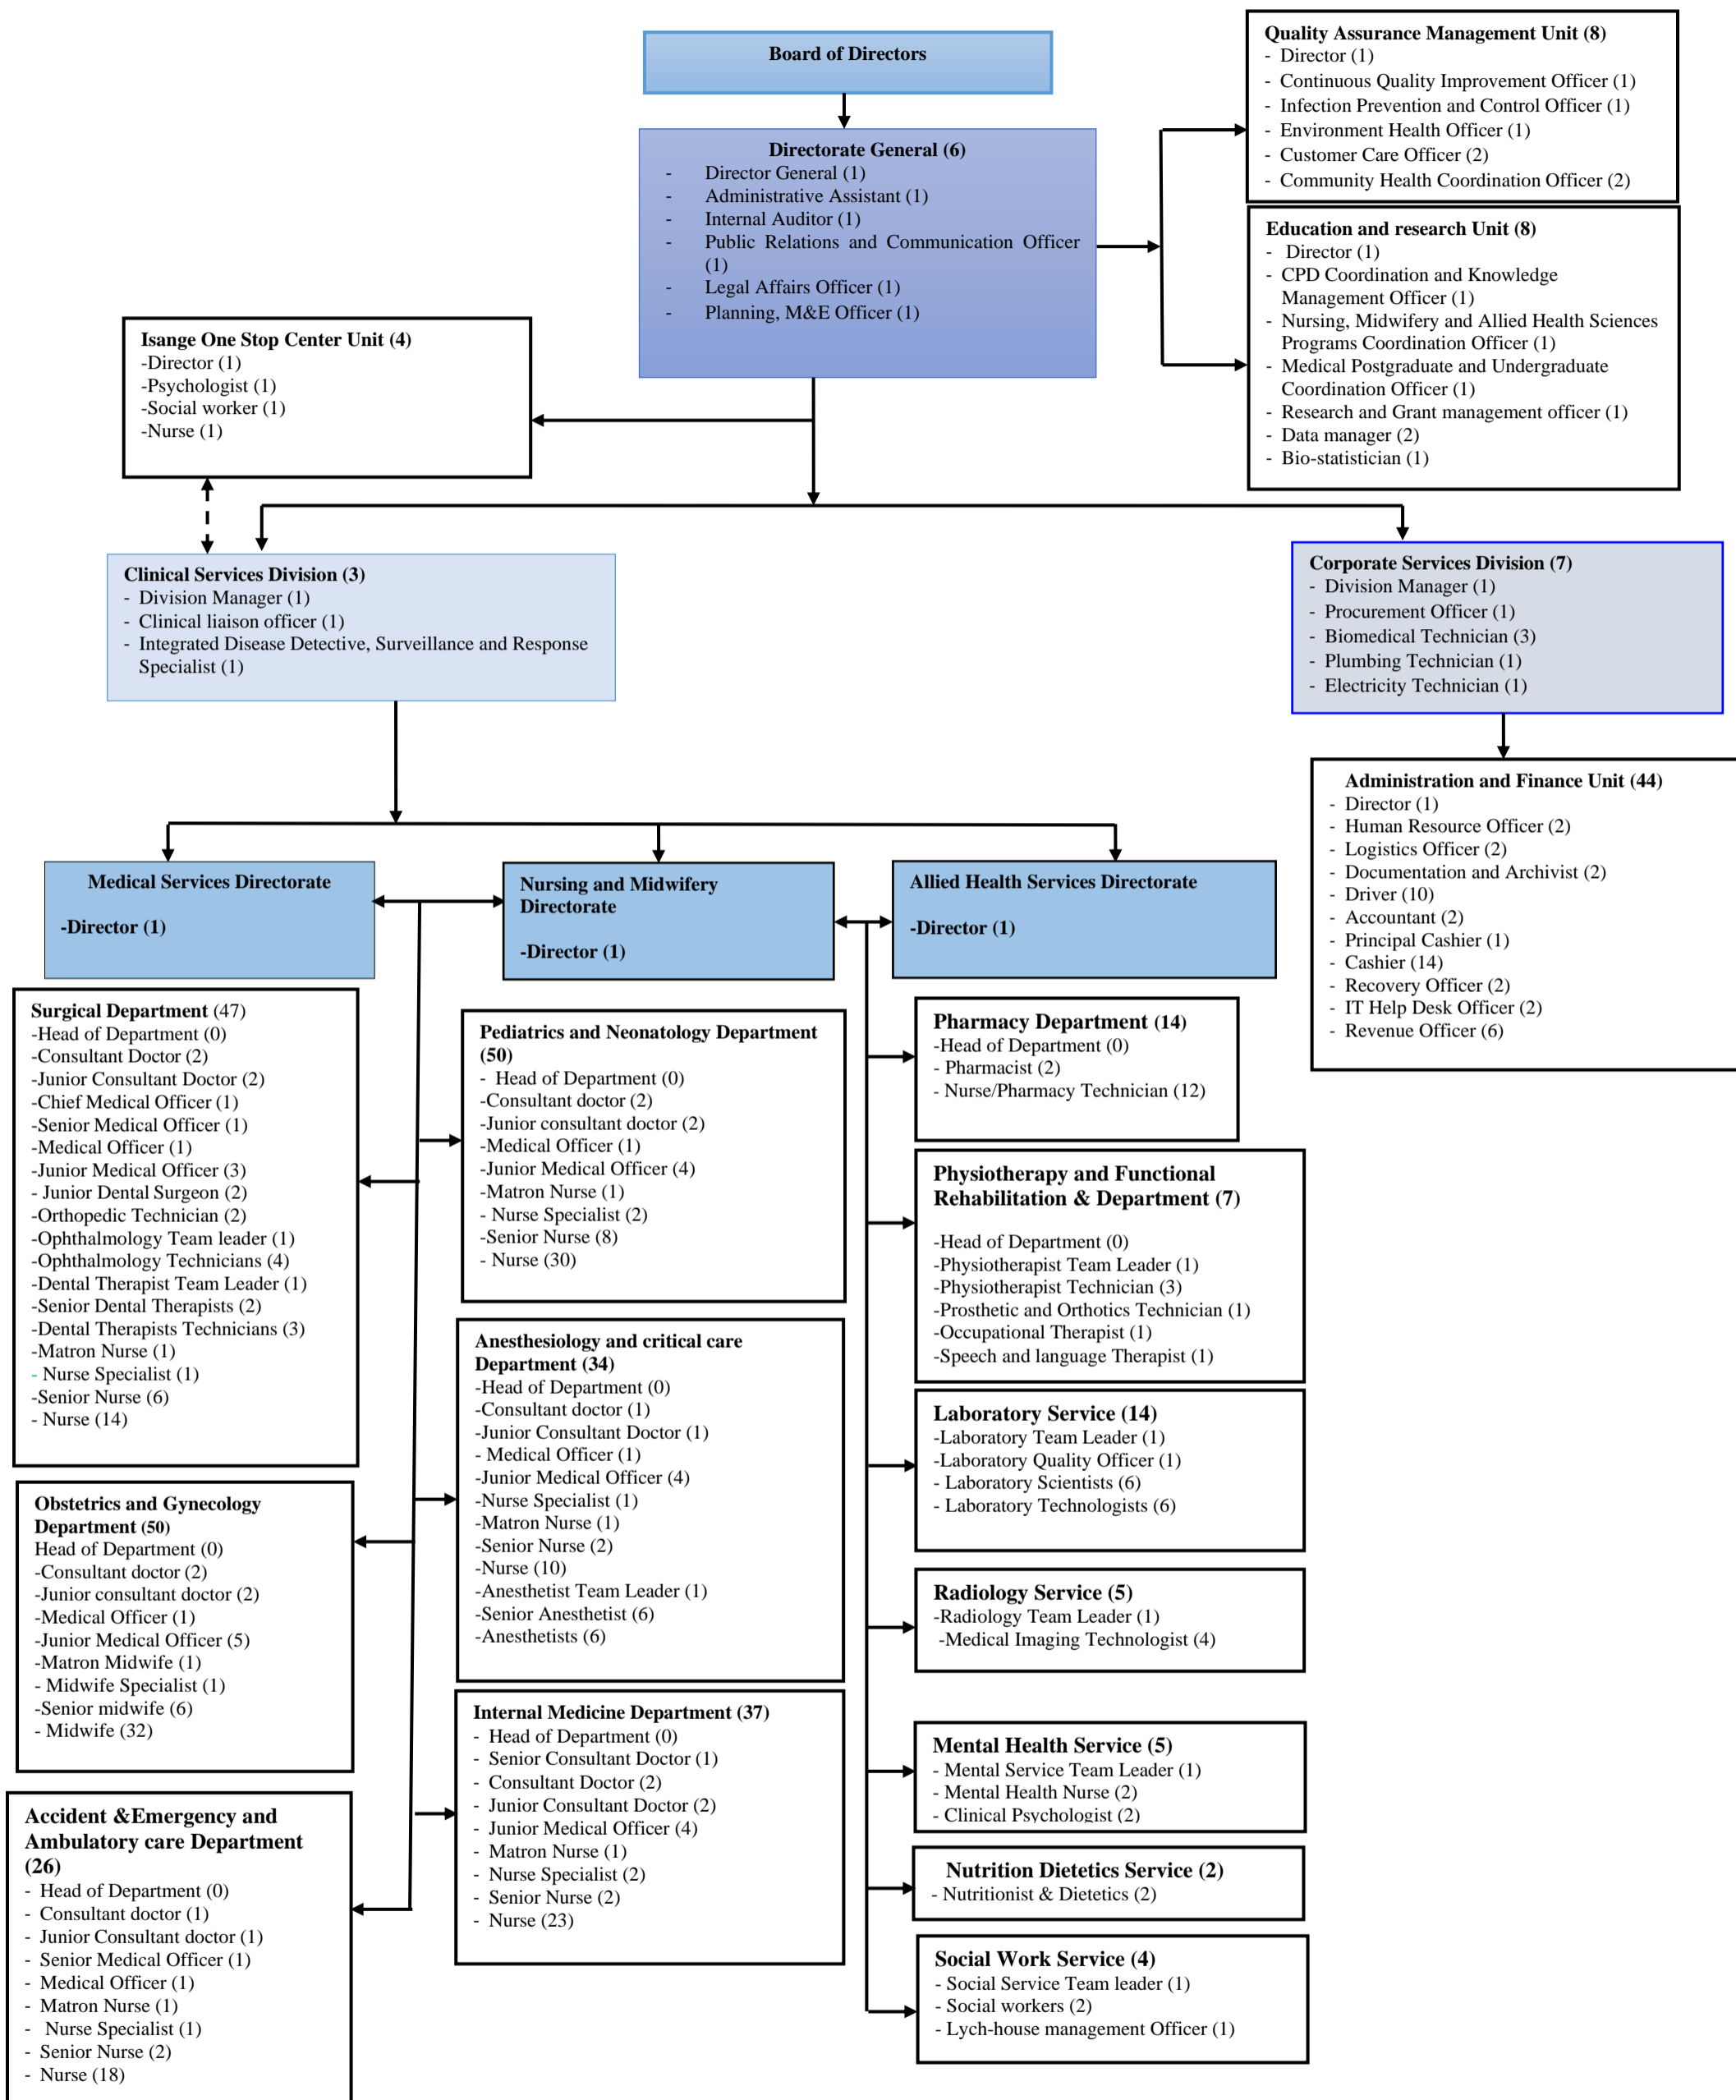 Board of Directors
Quality Assurance Management Unit (8)
- Director (1)
- Continuous Quality Improvement Officer (1)
- Infection Prevention and Control Officer (1)
- Environment Health Officer (1)
- Customer Care Officer (2)
- Community Health Coordination Officer (2)
Directorate General (6)
- Director General (1)
- Administrative Assistant (1)
- Internal Auditor (1)
- Public Relations and Communication Officer
(1)
- Legal Affairs Officer (1)
- Planning, M&E Officer (1)
Education and research Unit (8)
- Director (1)
- CPD Coordination and Knowledge
Management Officer (1)
- Nursing, Midwifery and Allied Health Sciences
Programs Coordination Officer (1)
- Medical Postgraduate and Undergraduate
Coordination Officer (1)
- Research and Grant management officer (1)
- Data manager (2)
- Bio-statistician (1)
Isange One Stop Center Unit (4)
-Director (1)
-Psychologist (1)
-Social worker (1)
-Nurse (1)
Clinical Services Division (3)
- Division Manager (1)
- Clinical liaison officer (1)
- Integrated Disease Detective, Surveillance and Response
Specialist (1)
Corporate Services Division (7)
- Division Manager (1)
- Procurement Officer (1)
- Biomedical Technician (3)
- Plumbing Technician (1)
- Electricity Technician (1)
Administration and Finance Unit (44)
- Director (1)
- Human Resource Officer (2)
- Logistics Officer (2)
- Documentation and Archivist (2)
- Driver (10)
- Accountant (2)
- Principal Cashier (1)
- Cashier (14)
- Recovery Officer (2)
- IT Help Desk Officer (2)
- Revenue Officer (6)
Medical Services Directorate
-Director (1)
Nursing and Midwifery
Directorate
-Director (1)
Allied Health Services Directorate
-Director (1)
Surgical Department (47)
-Head of Department (0)
-Consultant Doctor (2)
-Junior Consultant Doctor (2)
-Chief Medical Officer (1)
-Senior Medical Officer (1)
-Medical Officer (1)
-Junior Medical Officer (3)
- Junior Dental Surgeon (2)
-Orthopedic Technician (2)
-Ophthalmology Team leader (1)
-Ophthalmology Technicians (4)
-Dental Therapist Team Leader (1)
-Senior Dental Therapists (2)
-Dental Therapists Technicians (3)
-Matron Nurse (1)
- Nurse Specialist (1)
-Senior Nurse (6)
- Nurse (14)
Obstetrics and Gynecology
Department (50)
Head of Department (0)
-Consultant doctor (2)
-Junior consultant doctor (2)
-Medical Officer (1)
-Junior Medical Officer (5)
-Matron Midwife (1)
- Midwife Specialist (1)
-Senior midwife (6)
- Midwife (32)
Accident &Emergency and
Ambulatory care Department
(26)
- Head of Department (0)
- Consultant doctor (1)
- Junior Consultant doctor (1)
- Senior Medical Officer (1)
- Medical Officer (1)
- Matron Nurse (1)
- Nurse Specialist (1)
- Senior Nurse (2)
- Nurse (18)
Pediatrics and Neonatology Department
(50)
- Head of Department (0)
-Consultant doctor (2)
-Junior consultant doctor (2)
-Medical Officer (1)
-Junior Medical Officer (4)
-Matron Nurse (1)
- Nurse Specialist (2)
-Senior Nurse (8)
- Nurse (30)
Anesthesiology and critical care
Department (34)
-Head of Department (0)
-Consultant doctor (1)
-Junior Consultant Doctor (1)
- Medical Officer (1)
-Junior Medical Officer (4)
-Nurse Specialist (1)
-Matron Nurse (1)
-Senior Nurse (2)
-Nurse (10)
-Anesthetist Team Leader (1)
-Senior Anesthetist (6)
-Anesthetists (6)
Internal Medicine Department (37)
- Head of Department (0)
- Senior Consultant Doctor (1)
- Consultant Doctor (2)
- Junior Consultant Doctor (2)
- Junior Medical Officer (4)
- Matron Nurse (1)
- Nurse Specialist (2)
- Senior Nurse (2)
- Nurse (23)
Pharmacy Department (14)
-Head of Department (0)
- Pharmacist (2)
- Nurse/Pharmacy Technician (12)
Physiotherapy and Functional
Rehabilitation & Department (7)
-Head of Department (0)
-Physiotherapist Team Leader (1)
-Physiotherapist Technician (3)
-Prosthetic and Orthotics Technician (1)
-Occupational Therapist (1)
-Speech and language Therapist (1)
Laboratory Service (14)
-Laboratory Team Leader (1)
-Laboratory Quality Officer (1)
- Laboratory Scientists (6)
- Laboratory Technologists (6)
Radiology Service (5)
-Radiology Team Leader (1)
-Medical Imaging Technologist (4)
Mental Health Service (5)
- Mental Service Team Leader (1)
- Mental Health Nurse (2)
- Clinical Psychologist (2)
Nutrition Dietetics Service (2)
- Nutritionist & Dietetics (2)
Social Work Service (4)
- Social Service Team leader (1)
- Social workers (2)
- Lych-house management Officer (1)